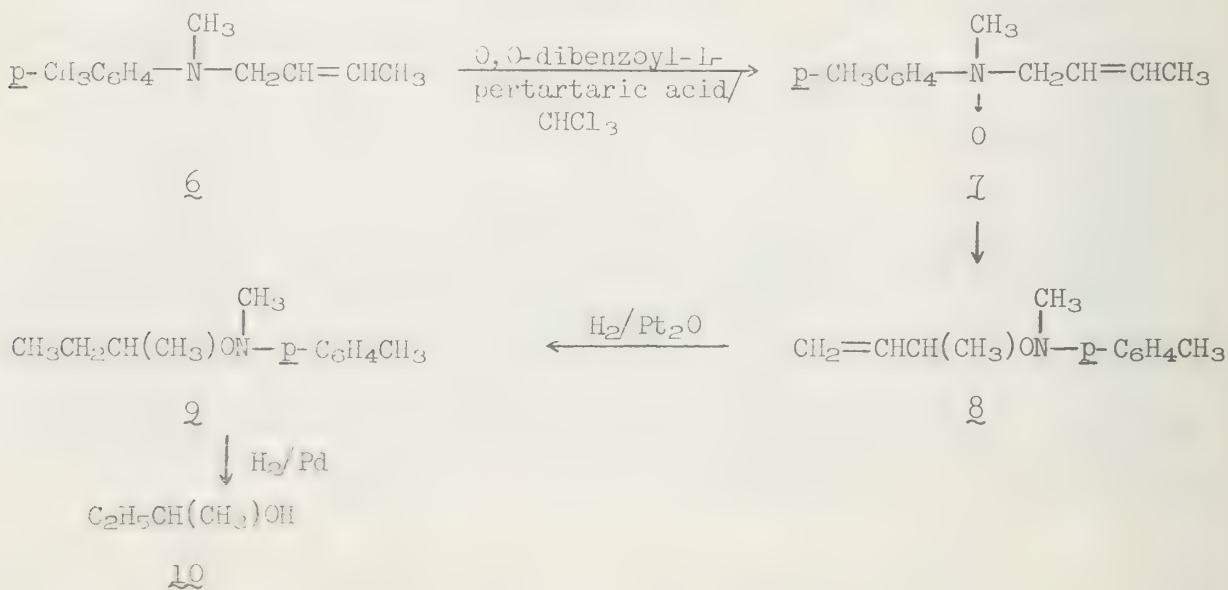 CH₃
p-CH₃C₆H₄—N—CH₂CH=CHCH₃
6
O,O-dibenzoyl-L-
pertartaric acid/
CHCl₃
CH₃
p-CH₃C₆H₄—N—CH₂CH=CHCH₃
↓
O
7
CH₃
CH₂=CHCH(CH₃)ON—p-C₆H₄CH₃
8
H₂/Pt₂O
CH₃
CH₃CH₂CH(CH₃)ON—p-C₆H₄CH₃
9
H₂/Pd
C₂H₅CH(CH₃)OH
10